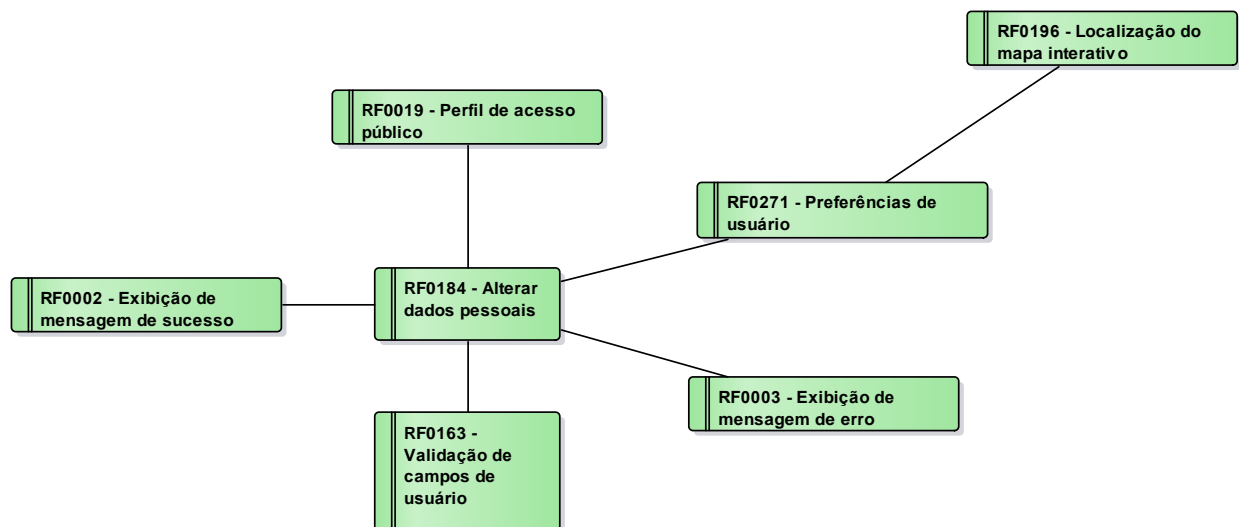 RF0196 - Localização do
mapa interativo
RF0019 - Perfil de acesso
público
RF0271 - Preferências de
usuário
RF0184 - Alterar
dados pessoais
RF0002 - Exibição de
mensagem de sucesso
RF0003 - Exibição de
mensagem de erro
RF0163 -
Validação de
campos de
usuário